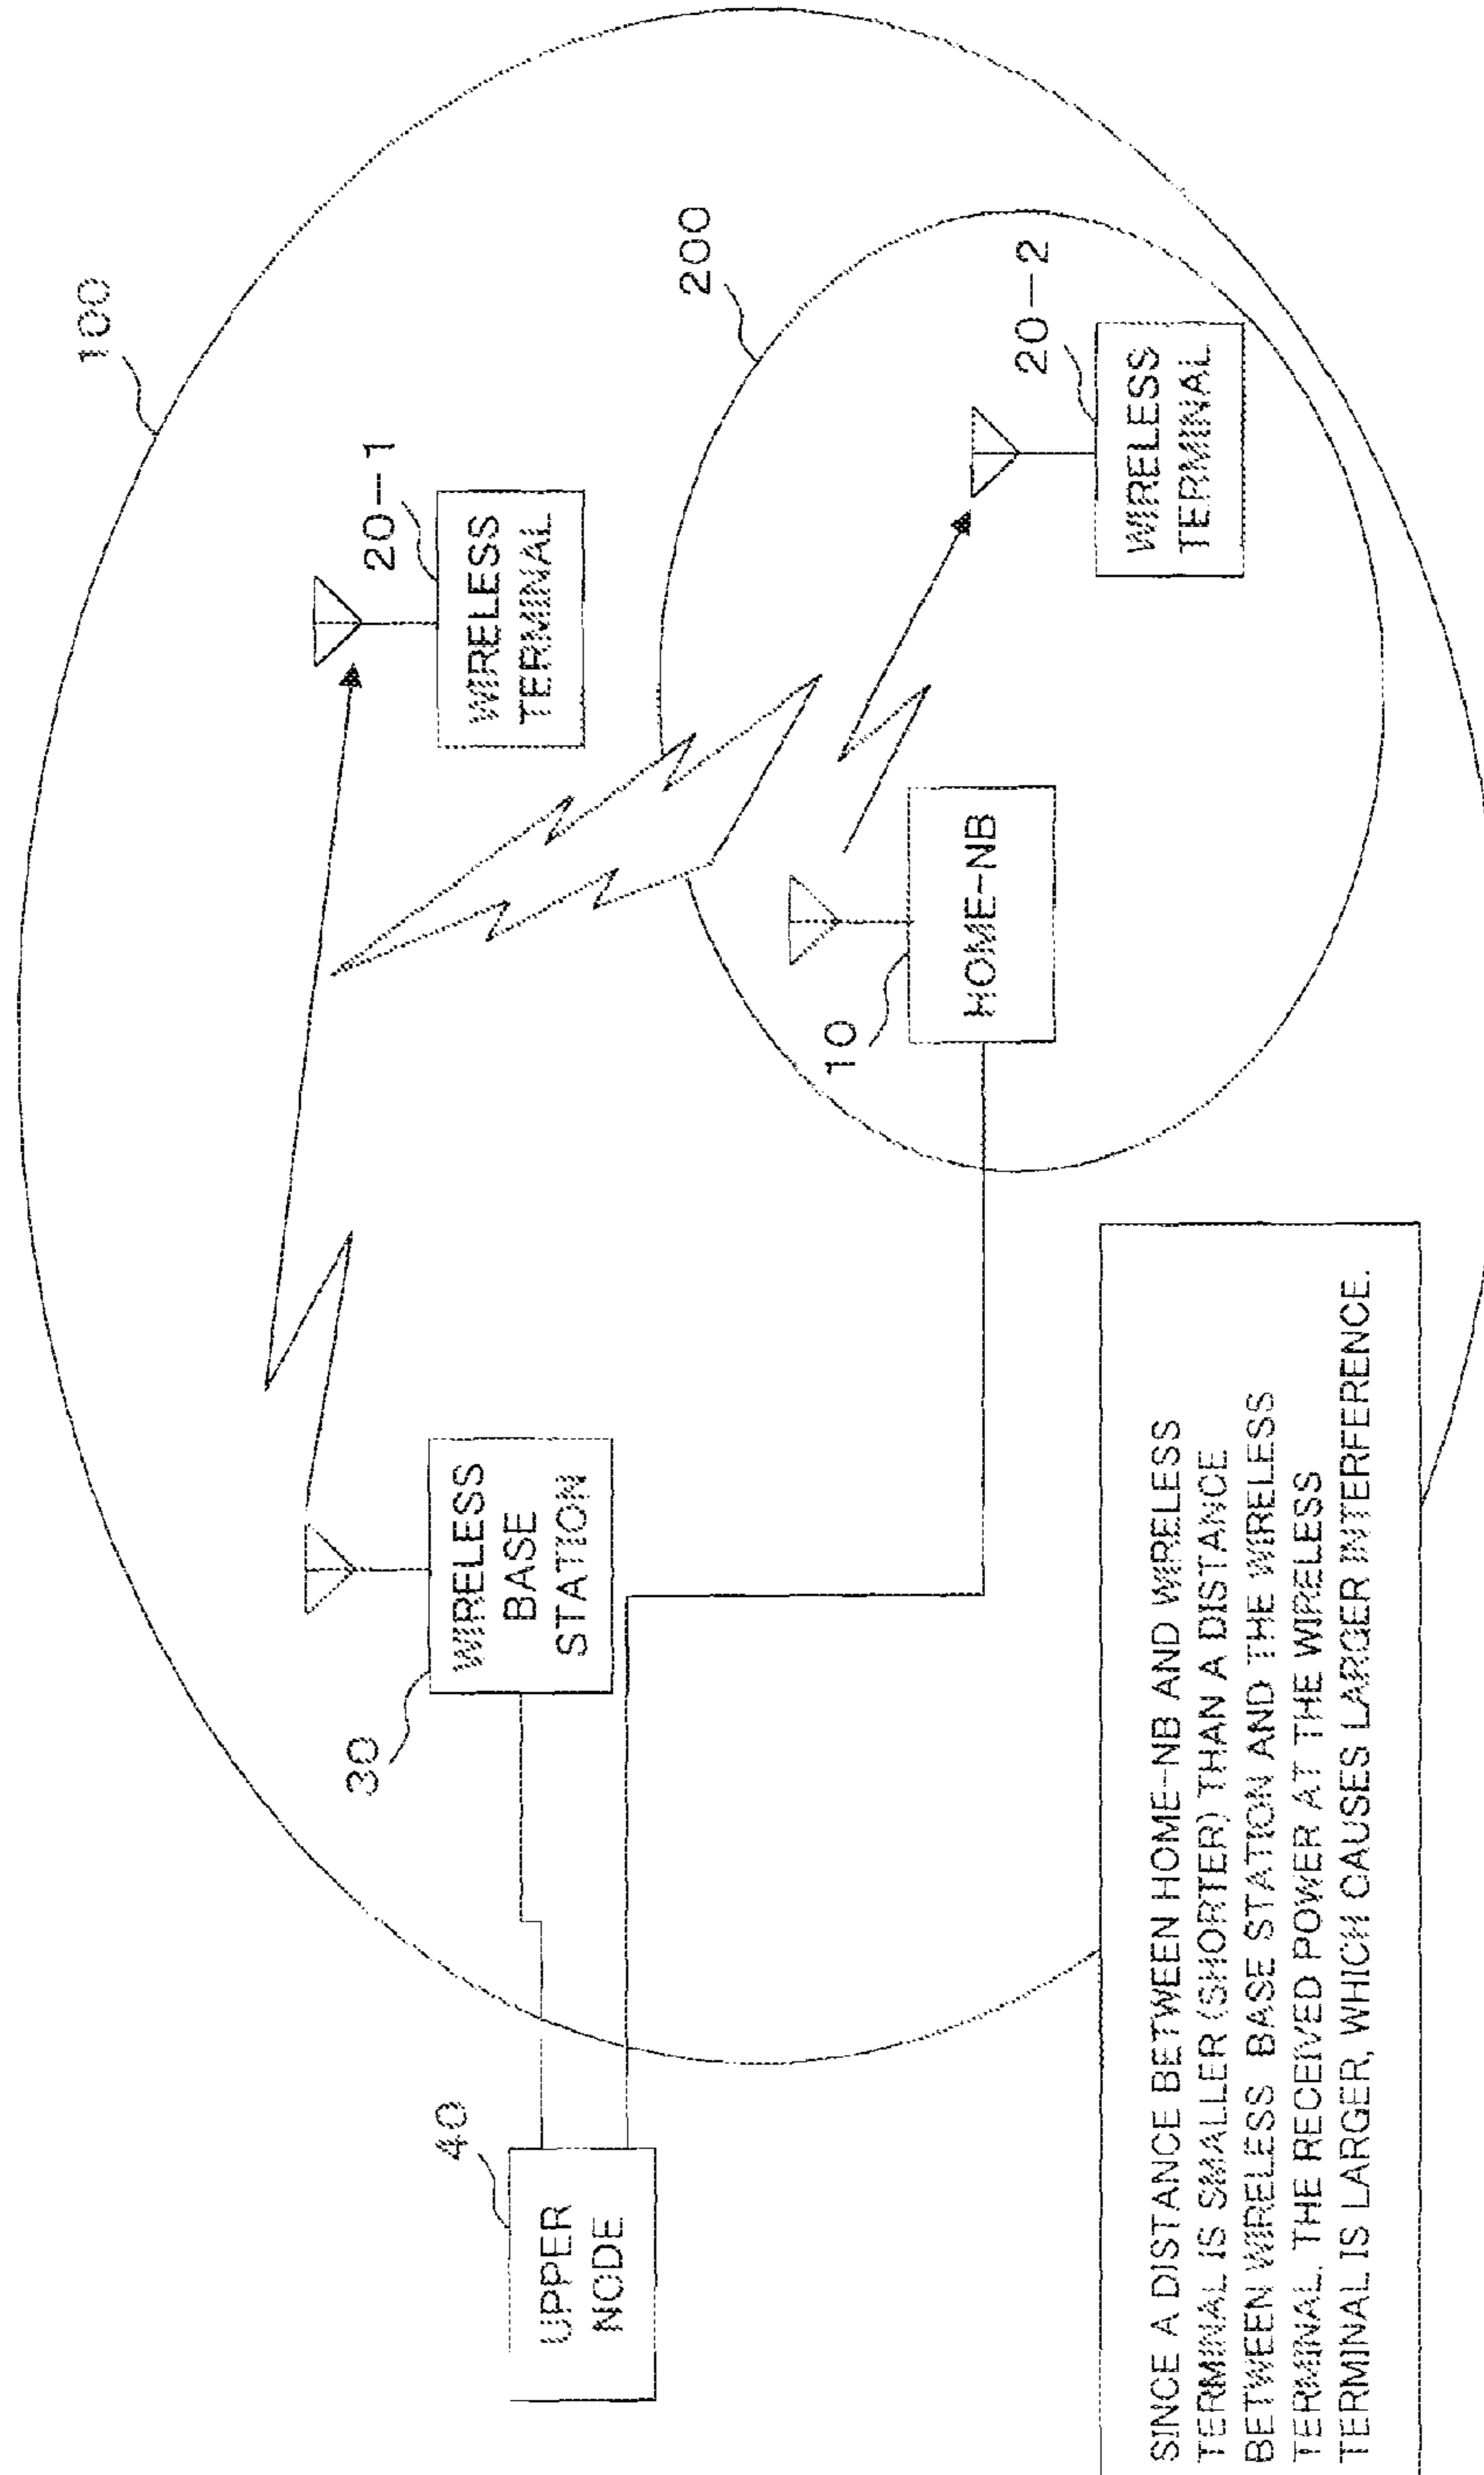 100
20-1
WIRELESS
TERMINAL
200
20-2
WIRELESS
TERMINAL
10
HOME-NB
30
WIRELESS
BASE
STATION
40
UPPER
NODE
SINCE A DISTANCE BETWEEN HOME-NB AND WIRELESS
TERMINAL IS SMALLER (SHORTER) THAN A DISTANCE
BETWEEN WIRELESS BASE STATION AND THE WIRELESS
TERMINAL, THE RECEIVED POWER AT THE WIRELESS
TERMINAL IS LARGER, WHICH CAUSES LARGER INTERFERENCE.